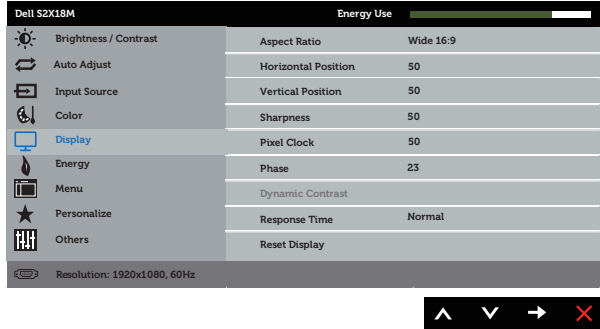 Dell S2X18M Energy Use
Brightness / Contrast
Auto Adjust
Input Source
Color
Display
Energy
Menu
Personalize
Others
Aspect Ratio Wide 16:9
Horizontal Position 50
Vertical Position 50
Sharpness 50
Pixel Clock 50
Phase 23
Dynamic Contrast
Response Time Normal
Reset Display
Resolution: 1920x1080, 60Hz